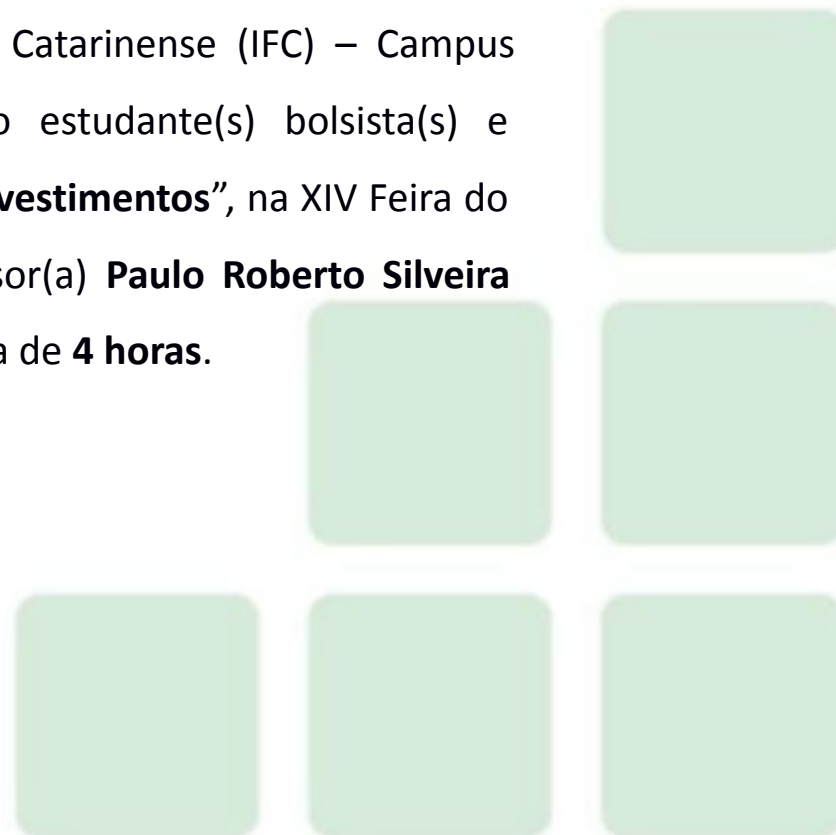 Catarinense (IFC) – Campus
o estudante(s) bolsista(s) e
vestimentos”, na XIV Feira do
sor(a) Paulo Roberto Silveira
a de 4 horas.